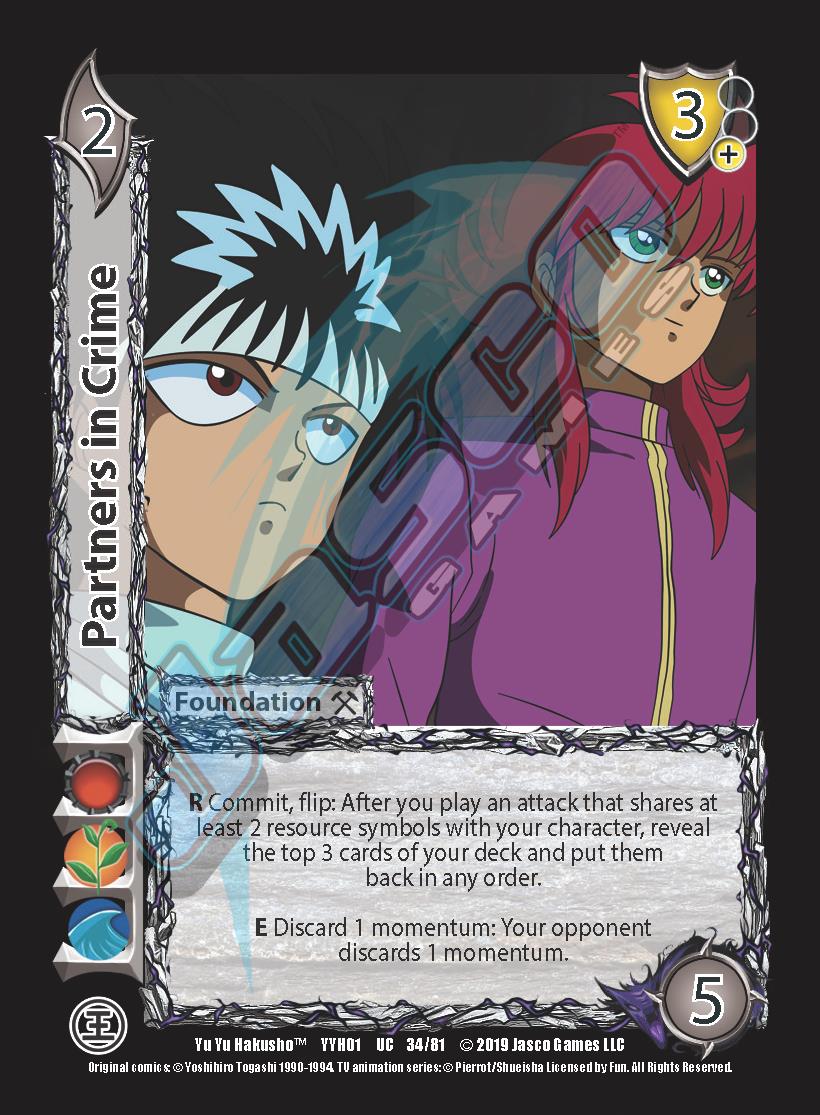 2
3
+
Partners in Crime
JASCO
GAMES
TM
Foundation
R Commit, flip: After you play an attack that shares at
least 2 resource symbols with your character, reveal
the top 3 cards of your deck and put them
back in any order.
E Discard 1 momentum: Your opponent
discards 1 momentum.
5
Yu Yu Hakusho™ YYH01 UC 34/81 © 2019 Jasco Games LLC
Original comics: © Yoshihiro Togashi 1990-1994. TV animation series: © Pierrot/Shueisha Licensed by Fun. All Rights Reserved.